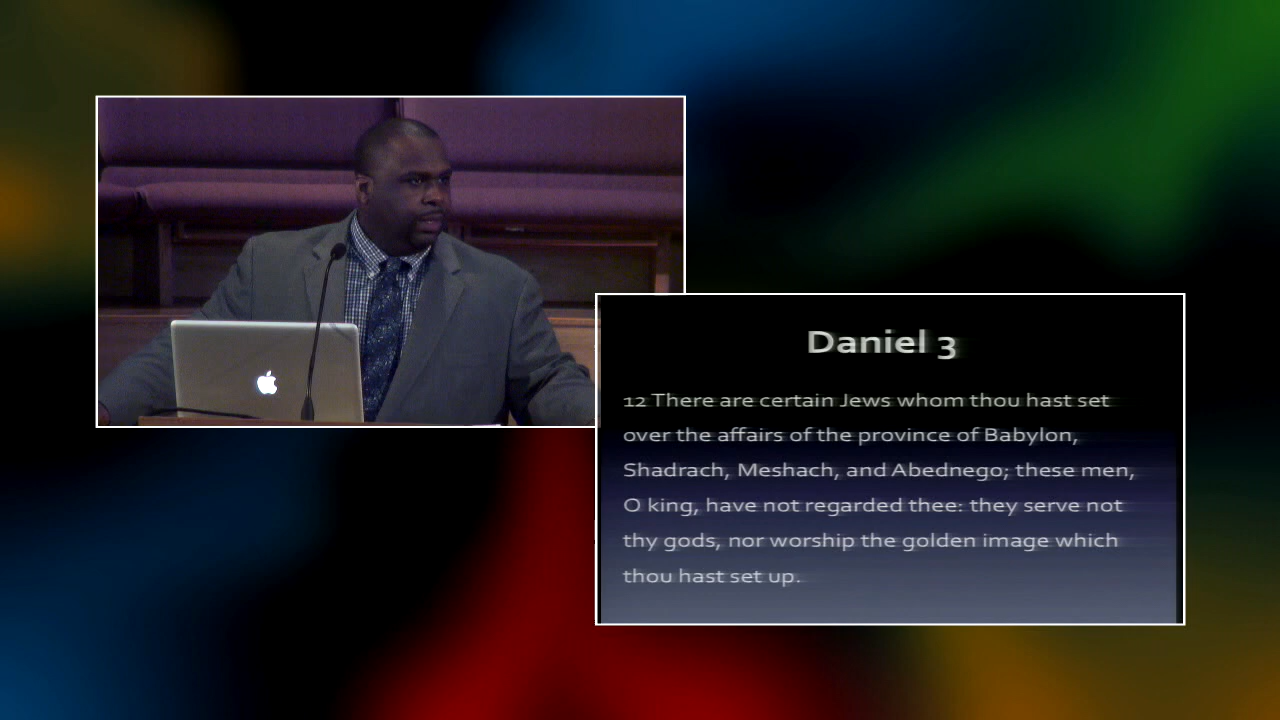 Daniel 3
12 There are certain Jews whom thou hast set
over the affairs of the province of Babylon,
Shadrach, Meshach, and Abednego; these men,
O king, have not regarded thee: they serve not
thy gods, nor worship the golden image which
thou hast set up.